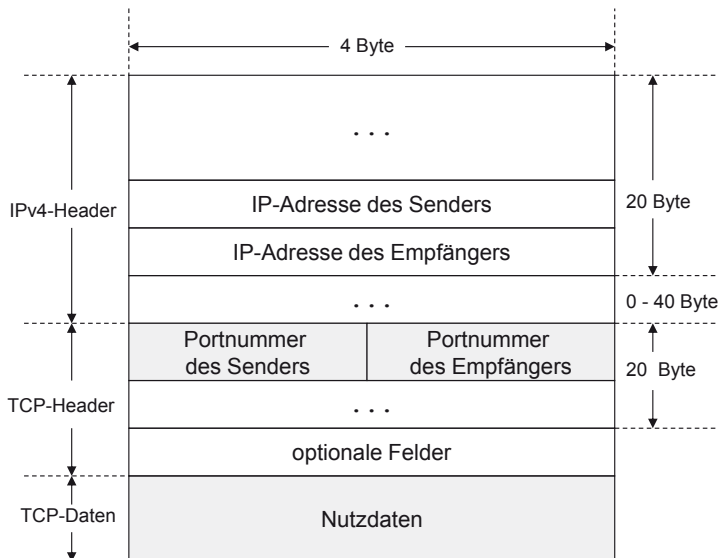 4 Byte
. . .
IPv4-Header
IP-Adresse des Senders
20 Byte
IP-Adresse des Empfängers
. . .
0 - 40 Byte
Portnummer
des Senders
Portnummer
des Empfängers
20 Byte
TCP-Header
. . .
optionale Felder
TCP-Daten
Nutzdaten